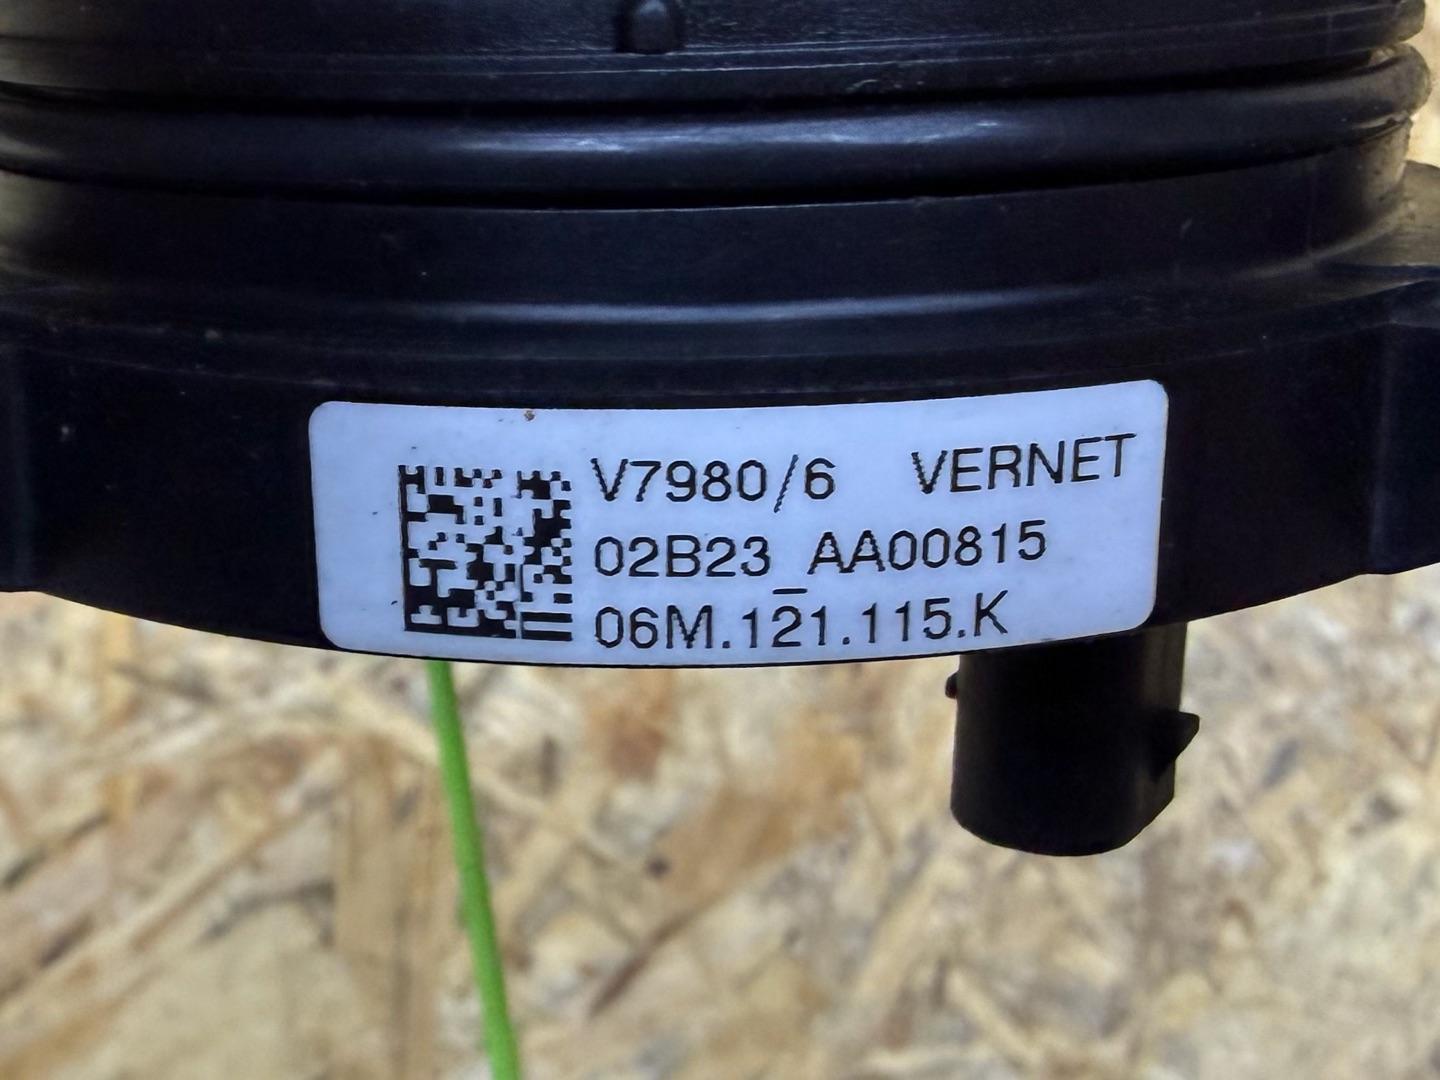 V7980/6 VERNET
02B23_AA00815
06M.121.115.K